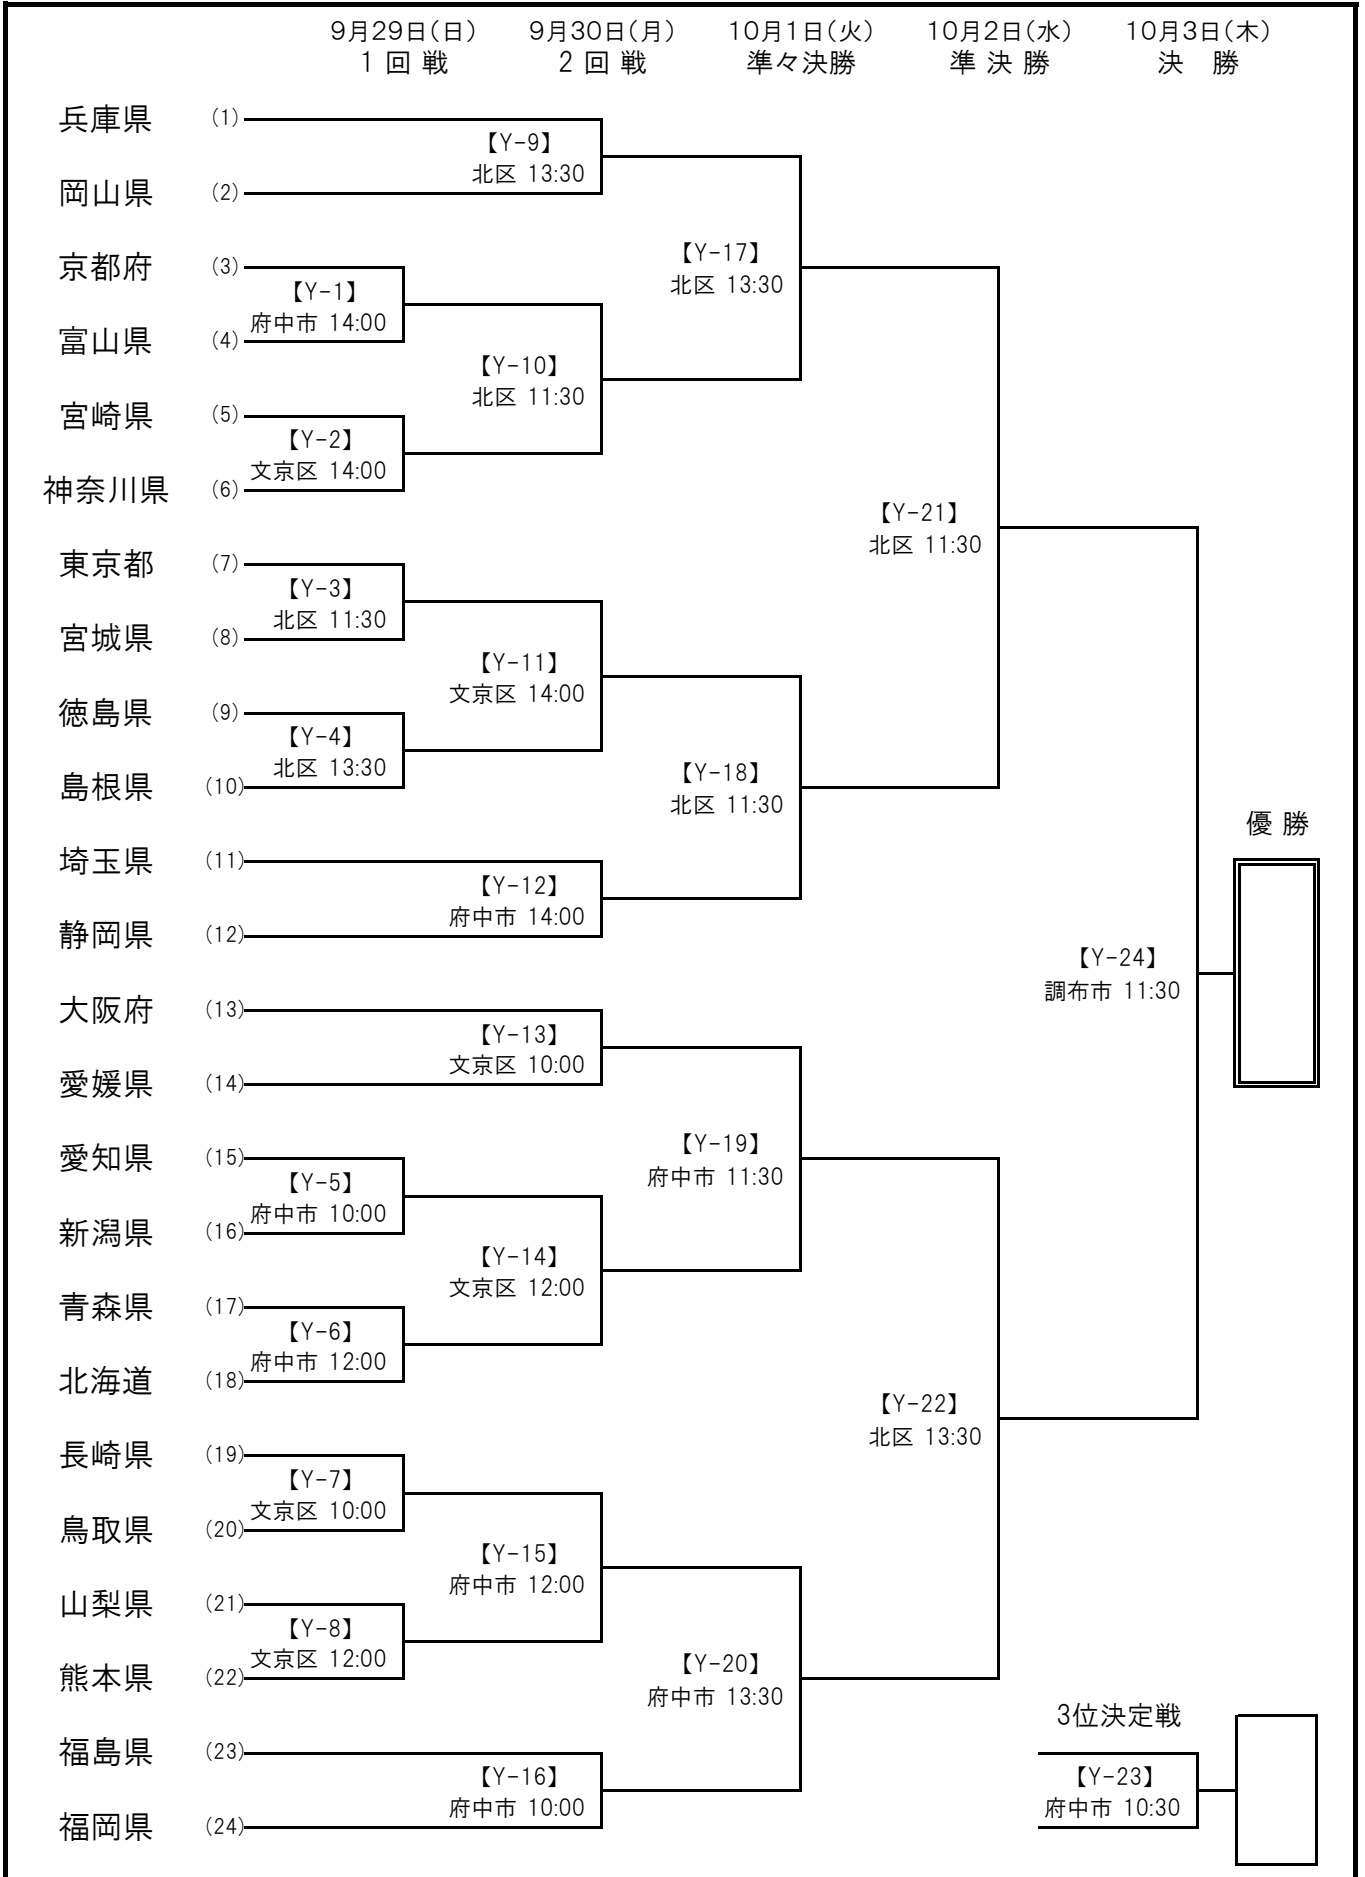 9月29日(日) 9月30日(月) 10月1日(火) 10月2日(水) 10月3日(木)
1 回 戦 2 回 戦 準々決勝 準 決 勝 決 勝
兵庫県 (1)
【Y-9】
北区 13:30
岡山県 (2)
【Y-17】
北区 13:30
京都府 (3)
【Y-1】
府中市 14:00
富山県 (4)
【Y-10】
北区 11:30
宮崎県 (5)
【Y-2】
文京区 14:00
神奈川県 (6)
【Y-21】
北区 11:30
東京都 (7)
【Y-3】
北区 11:30
宮城県 (8)
【Y-11】
文京区 14:00
徳島県 (9)
【Y-4】
北区 13:30
島根県 (10)
【Y-18】
北区 11:30
優 勝
埼玉県 (11)
【Y-12】
府中市 14:00
静岡県 (12)
【Y-24】
調布市 11:30
大阪府 (13)
【Y-13】
文京区 10:00
愛媛県 (14)
【Y-19】
府中市 11:30
愛知県 (15)
【Y-5】
府中市 10:00
新潟県 (16)
【Y-14】
文京区 12:00
青森県 (17)
【Y-6】
府中市 12:00
北海道 (18)
【Y-22】
北区 13:30
長崎県 (19)
【Y-7】
文京区 10:00
鳥取県 (20)
【Y-15】
府中市 12:00
山梨県 (21)
【Y-8】
文京区 12:00
熊本県 (22)
【Y-20】
府中市 13:30
3位決定戦
福島県 (23)
【Y-16】
府中市 10:00
【Y-23】
府中市 10:30
福岡県 (24)